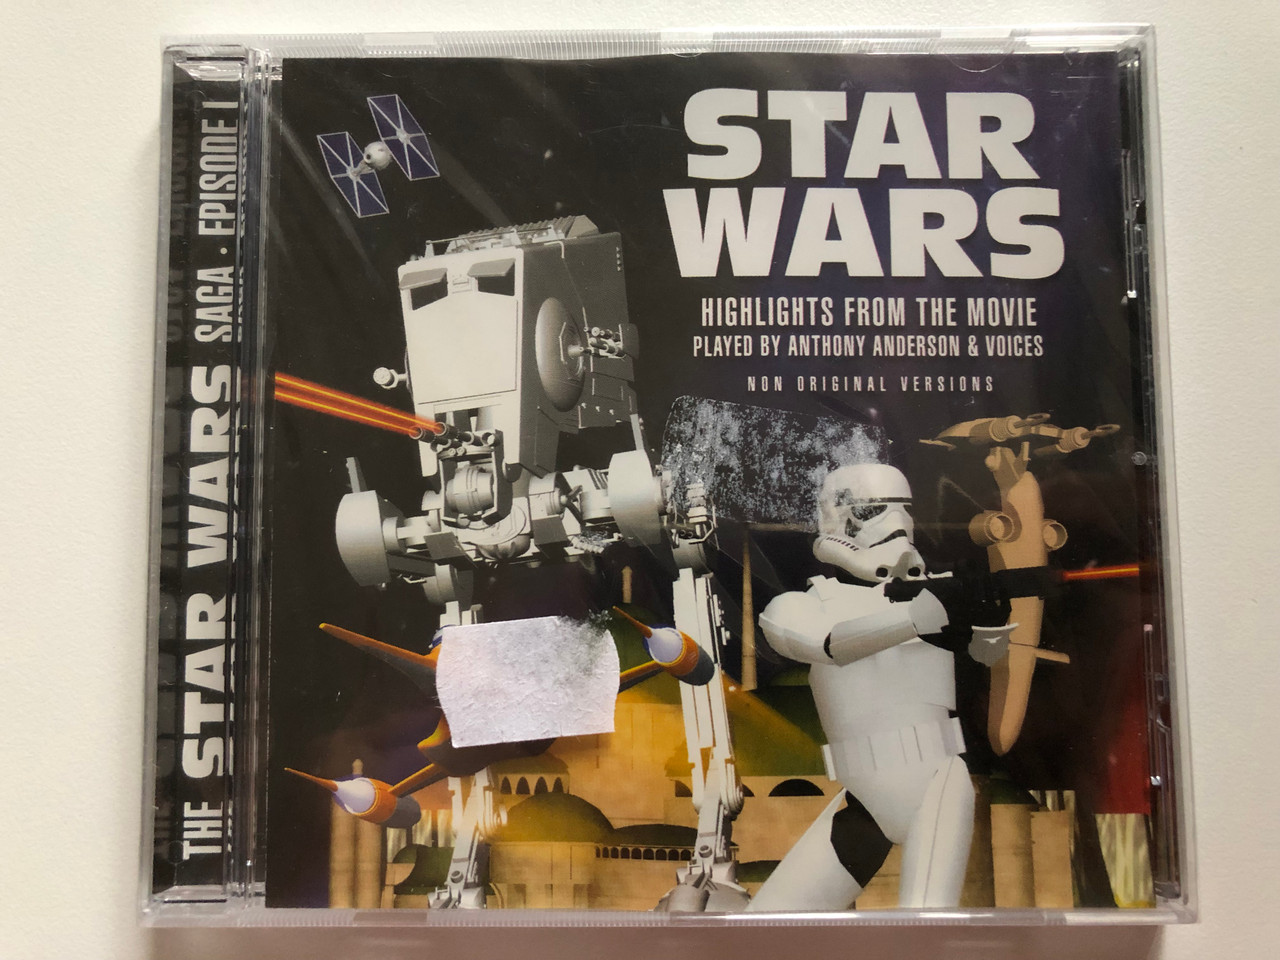 THE STAR WARS SAGA · EPISODE I
STAR
WARS
HIGHLIGHTS FROM THE MOVIE
PLAYED BY ANTHONY ANDERSON & VOICES
NON ORIGINAL VERSIONS